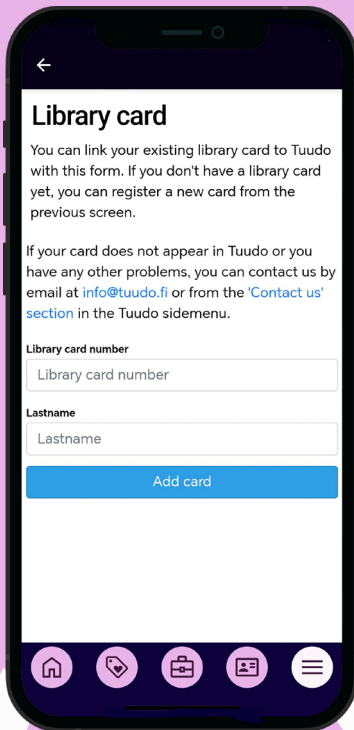 Library card
You can link your existing library card to Tuudo
with this form. If you don't have a library card
yet, you can register a new card from the
previous screen.
If your card does not appear in Tuudo or you
have any other problems, you can contact us by
email at info@tuudo.fi or from the 'Contact us'
section in the Tuudo sidemenu.
Library card number
Library card number
Lastname
Lastname
Add card